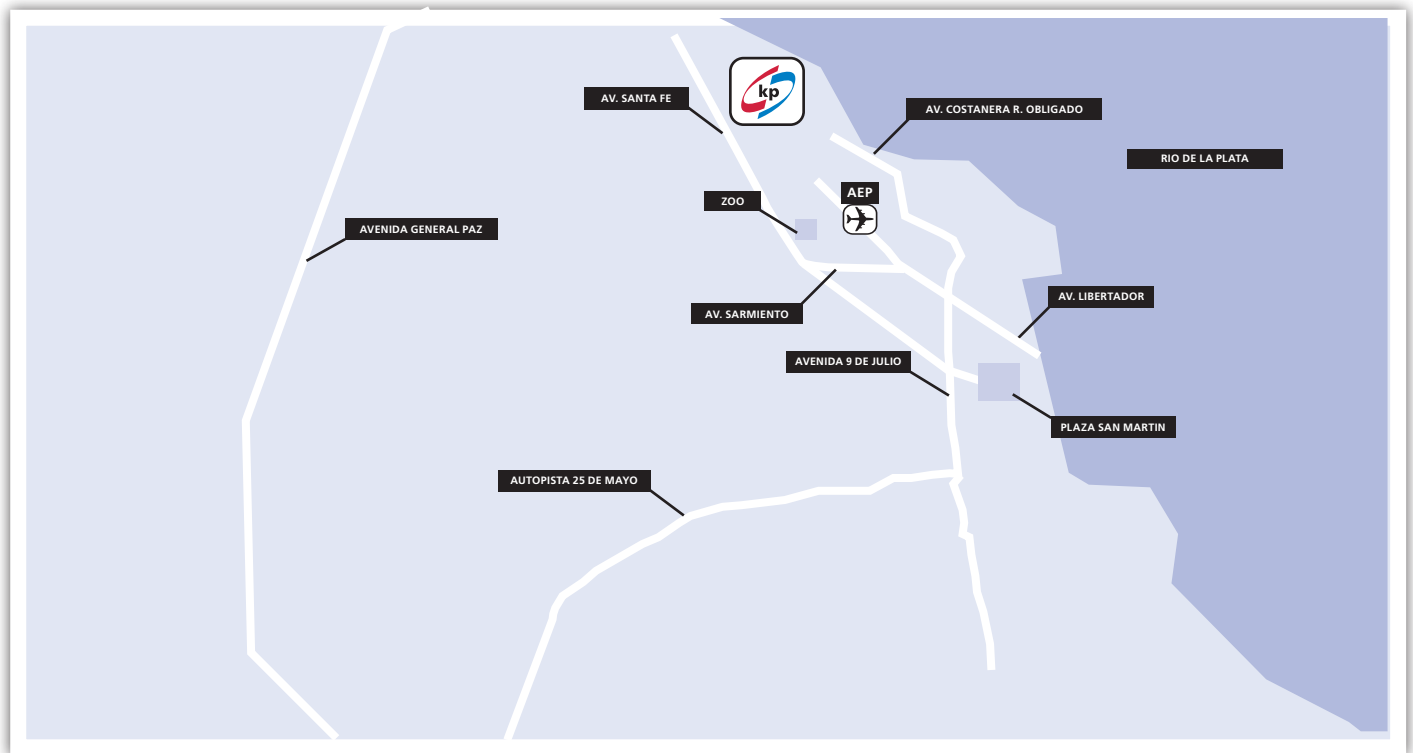 kp
AV. SANTA FE
AV. COSTANERA R. OBLIGADO
RIO DE LA PLATA
AEP
ZOO
AVENIDA GENERAL PAZ
AV. LIBERTADOR
AV. SARMIENTO
AVENIDA 9 DE JULIO
PLAZA SAN MARTIN
AUTOPISTA 25 DE MAYO